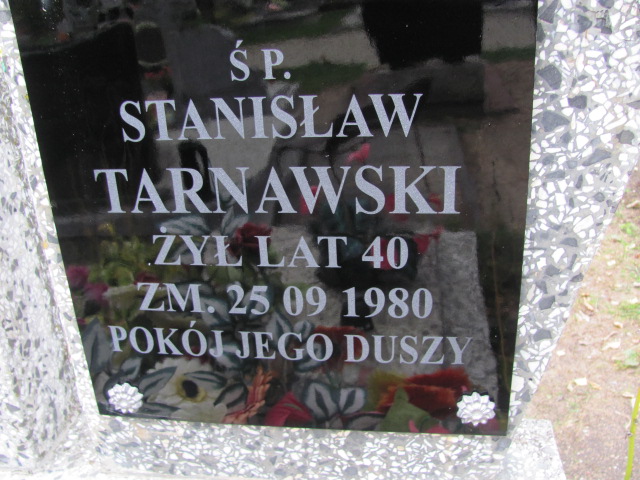 Ś P.
STANISŁAW
TARNAWSKI
ŻYŁ LAT 40
ZM. 25 09 1980
POKÓJ JEGO DUSZY